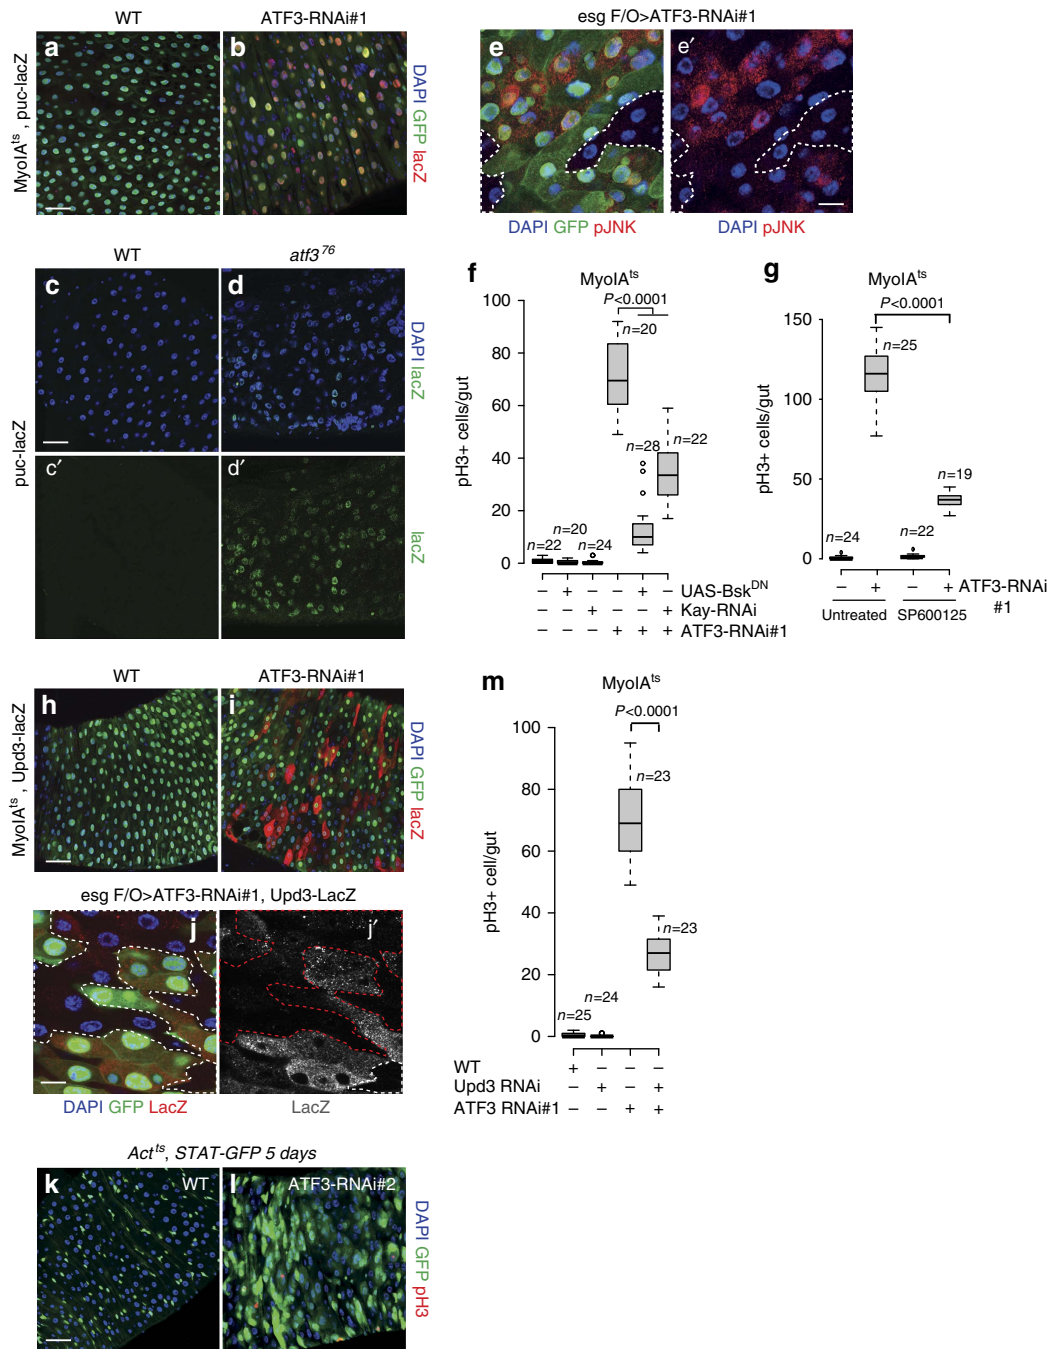 WT
ATF3-RNAi#1
a
b
MyoIAts, puc-lacZ
DAPI GFP lacZ
esg F/O>ATF3-RNAi#1
e
e′
DAPI GFP pJNK
DAPI pJNK
WT
atf3^76
c
d
DAPI lacZ
c′
d′
lacZ
puc-lacZ
f
MyoIAts
P<0.0001
pH3+ cells/gut
100
80
60
40
20
0
n=22
n=20
n=24
n=20
n=28
n=22
– + – – + – UAS-BskDN
– – + – – + Kay-RNAi
– – – + + + ATF3-RNAi#1
g
MyoIAts
P<0.0001
pH3+ cells/gut
150
100
50
0
n=24
n=25
n=22
n=19
– + – + ATF3-RNAi
#1
Untreated
SP600125
WT
ATF3-RNAi#1
h
i
MyoIAts, Upd3-lacZ
DAPI GFP lacZ
esg F/O>ATF3-RNAi#1, Upd3-LacZ
j
j′
DAPI GFP LacZ
LacZ
Actts, STAT-GFP 5 days
k
WT
l
ATF3-RNAi#2
DAPI GFP pH3
m
MyoIAts
P<0.0001
pH3+ cell/gut
100
80
60
40
20
0
n=25
n=24
n=23
n=23
WT + – – –
Upd3 RNAi – + – +
ATF3 RNAi#1 – – + +